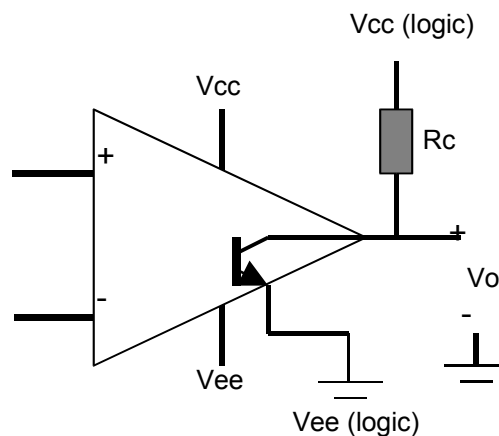 Vcc (logic)
Vcc
Rc
+
+
Vo
-
-
Vee
Vee (logic)